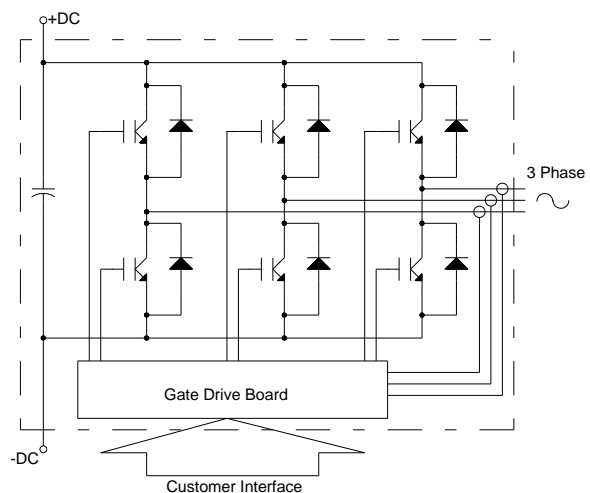 +DC
3 Phase
Gate Drive Board
-DC
Customer Interface